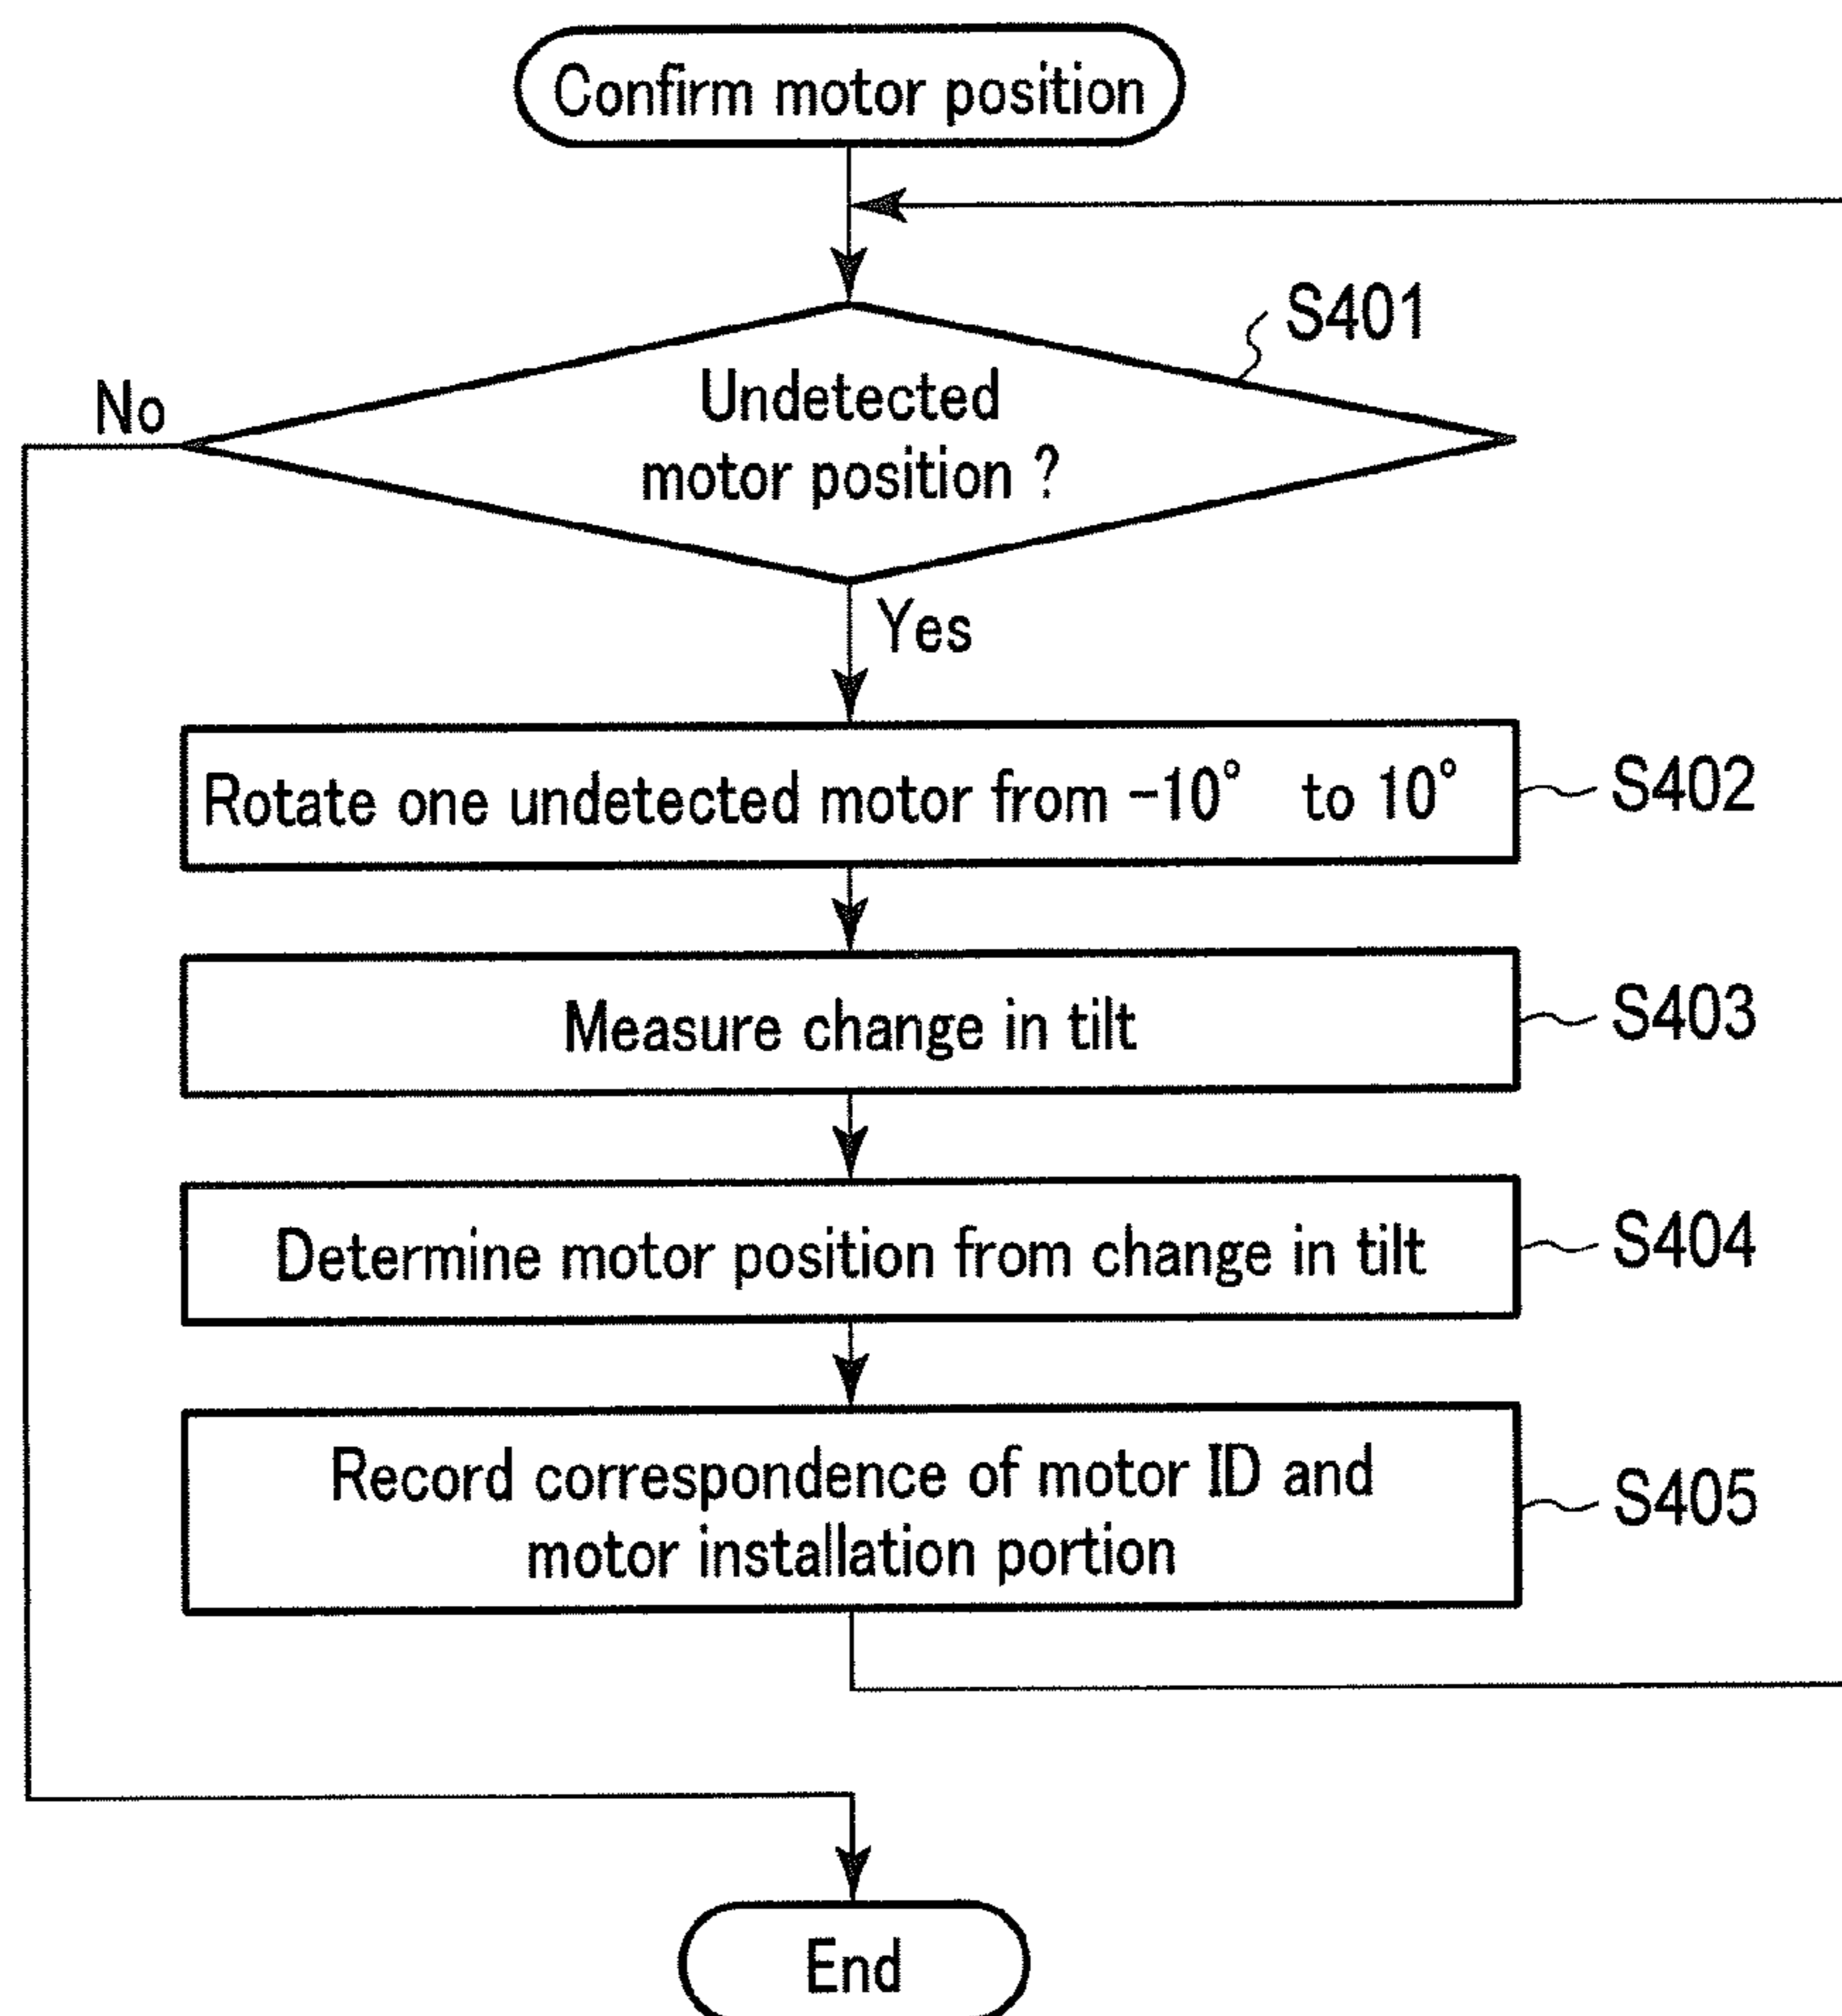 Confirm motor position
S401
No
Undetected
motor position ?
Yes
Rotate one undetected motor from -10° to 10°
S402
Measure change in tilt
S403
Determine motor position from change in tilt
S404
Record correspondence of motor ID and
motor installation portion
S405
End